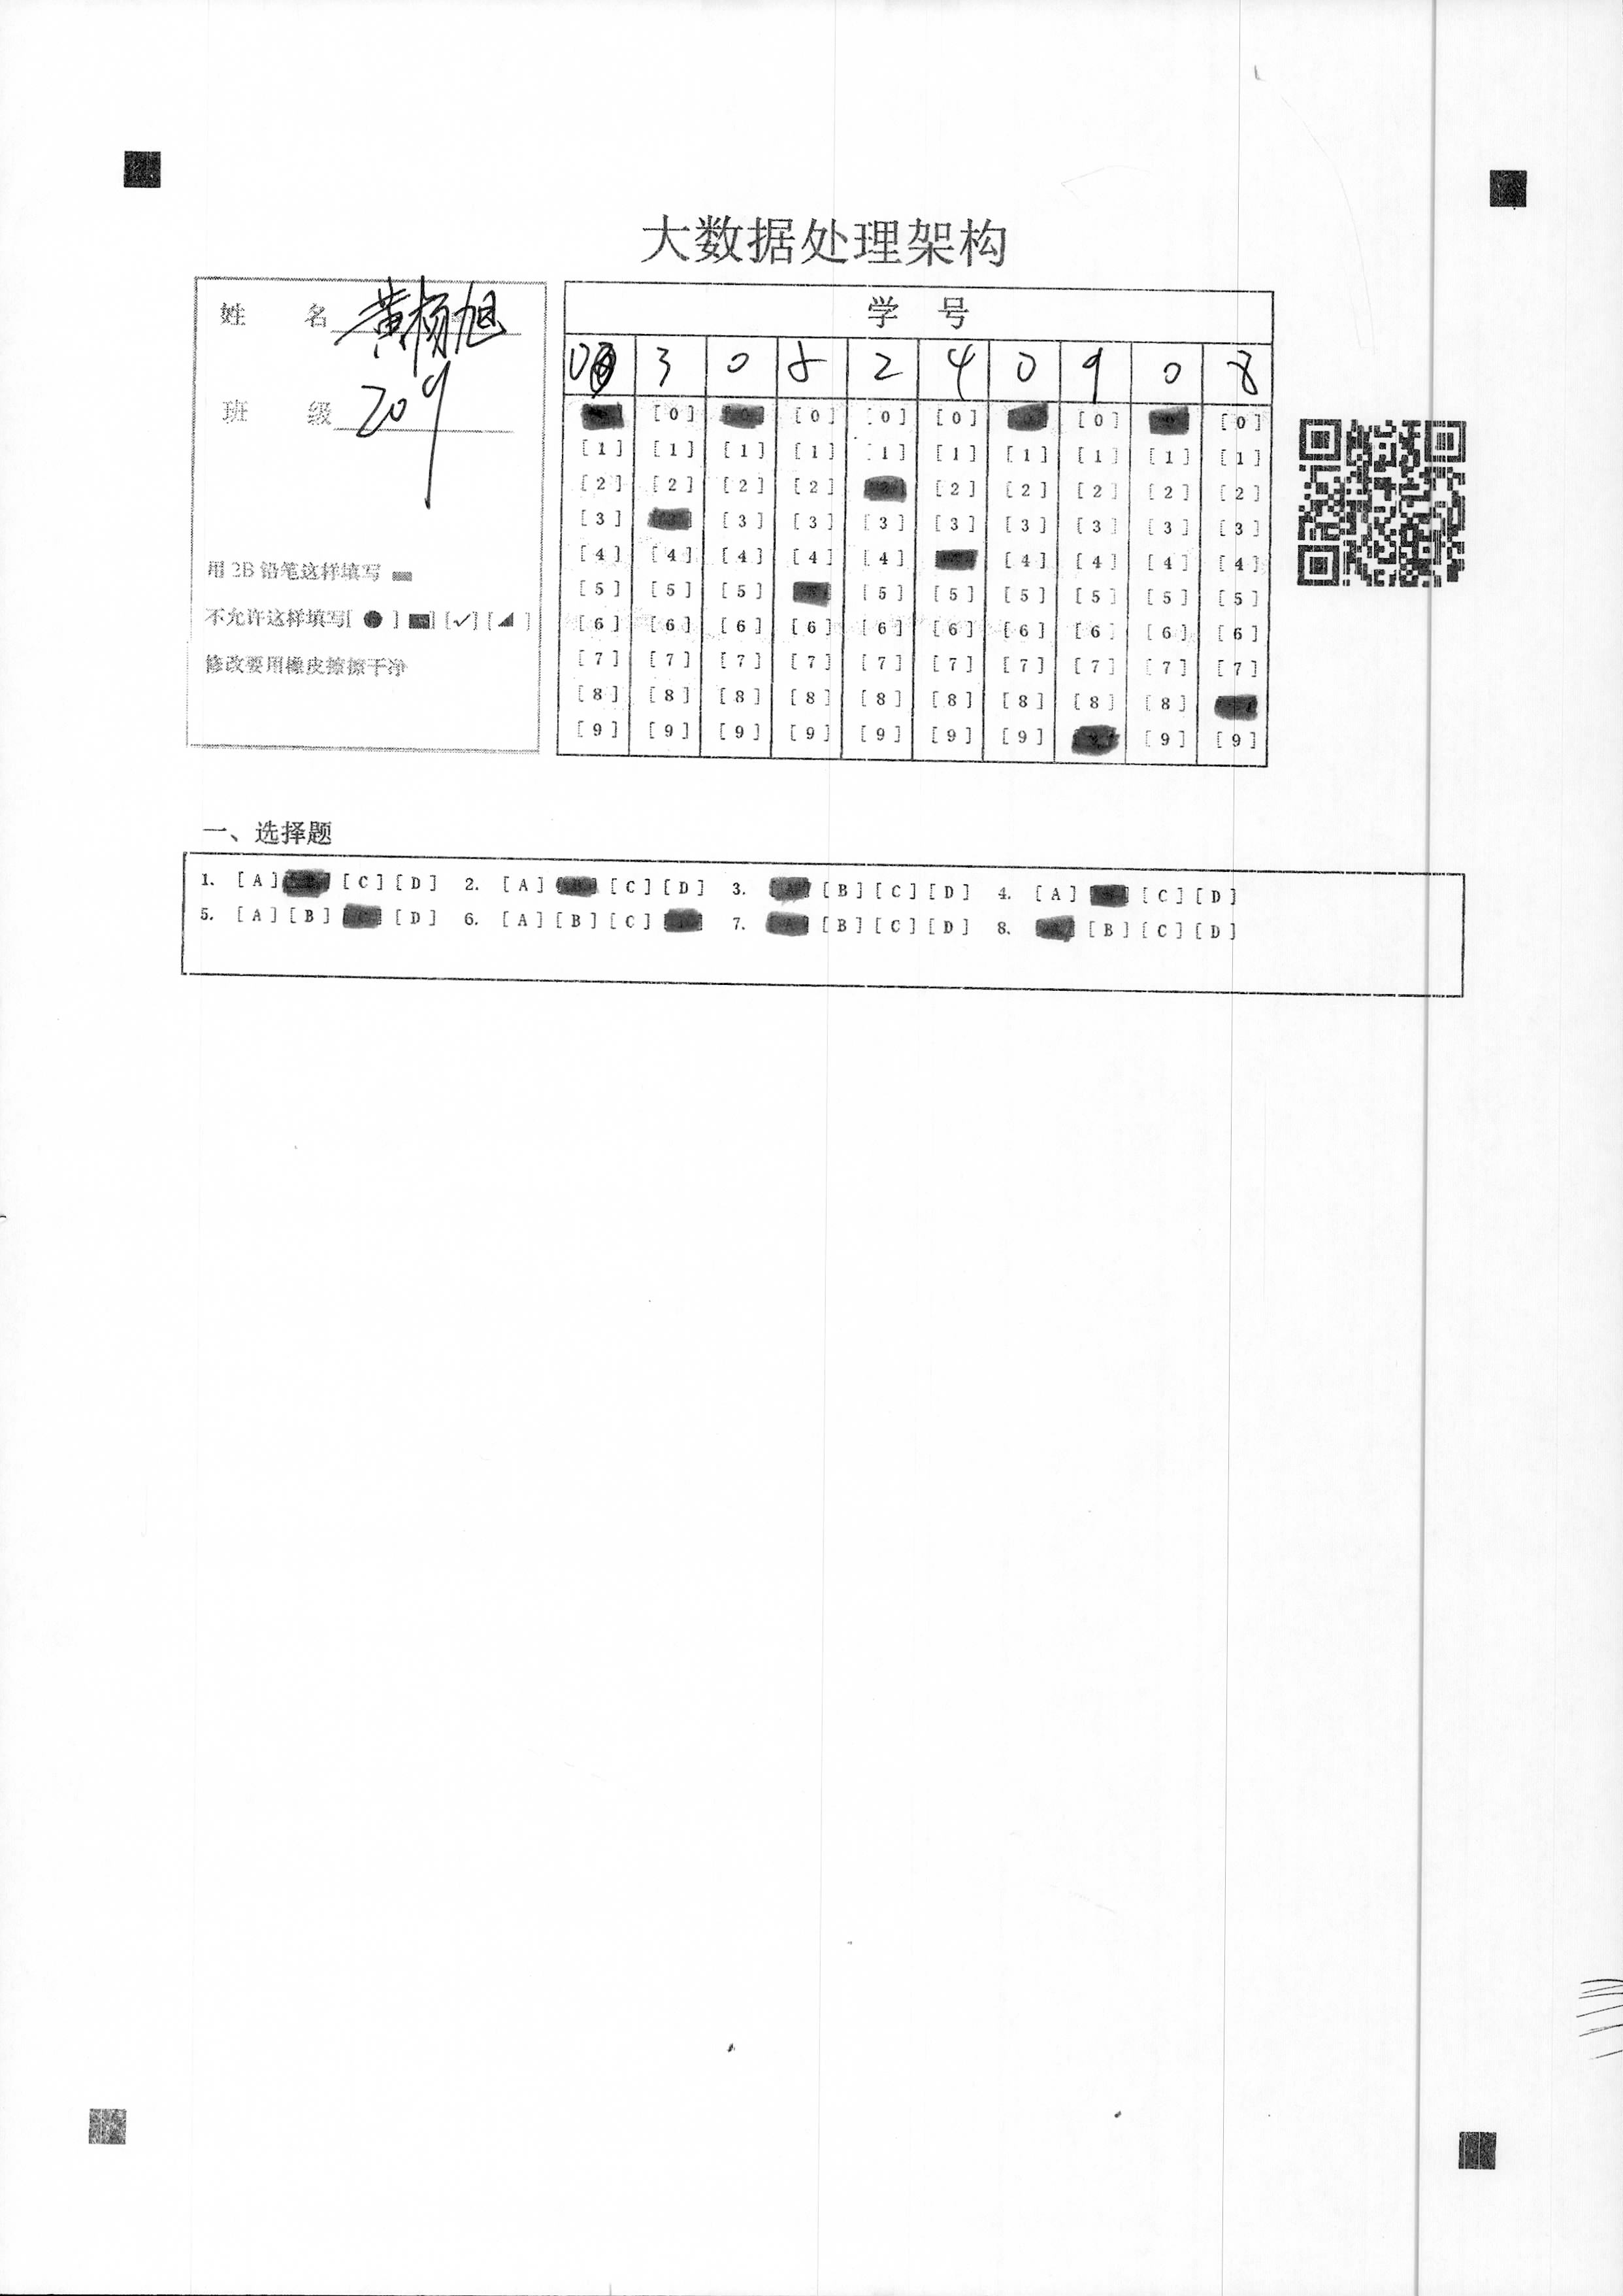 大数据处理架构
姓 名 黄杨旭
班 级 209
用 2B 铅笔这样填写
不允许这样填写[ ● ] [✓] [◢ ]
修改要用橡皮擦擦干净
学 号
0 3 0 5 2 4 0 9 0 8
[0] [0] [0] [0] [0] [0]
[1] [1] [1] [1] [1] [1] [1] [1] [1] [1]
[2] [2] [2] [2] [2] [2] [2] [2] [2]
[3] [3] [3] [3] [3] [3] [3] [3] [3]
[4] [4] [4] [4] [4] [4] [4] [4] [4]
[5] [5] [5] [5] [5] [5] [5] [5] [5]
[6] [6] [6] [6] [6] [6] [6] [6] [6] [6]
[7] [7] [7] [7] [7] [7] [7] [7] [7] [7]
[8] [8] [8] [8] [8] [8] [8] [8] [8]
[9] [9] [9] [9] [9] [9] [9] [9] [9]
一、选择题
1. [A] [C] [D] 2. [A] [C] [D] 3. [B] [C] [D] 4. [A] [C] [D]
5. [A] [B] [D] 6. [A] [B] [C] 7. [B] [C] [D] 8. [B] [C] [D]